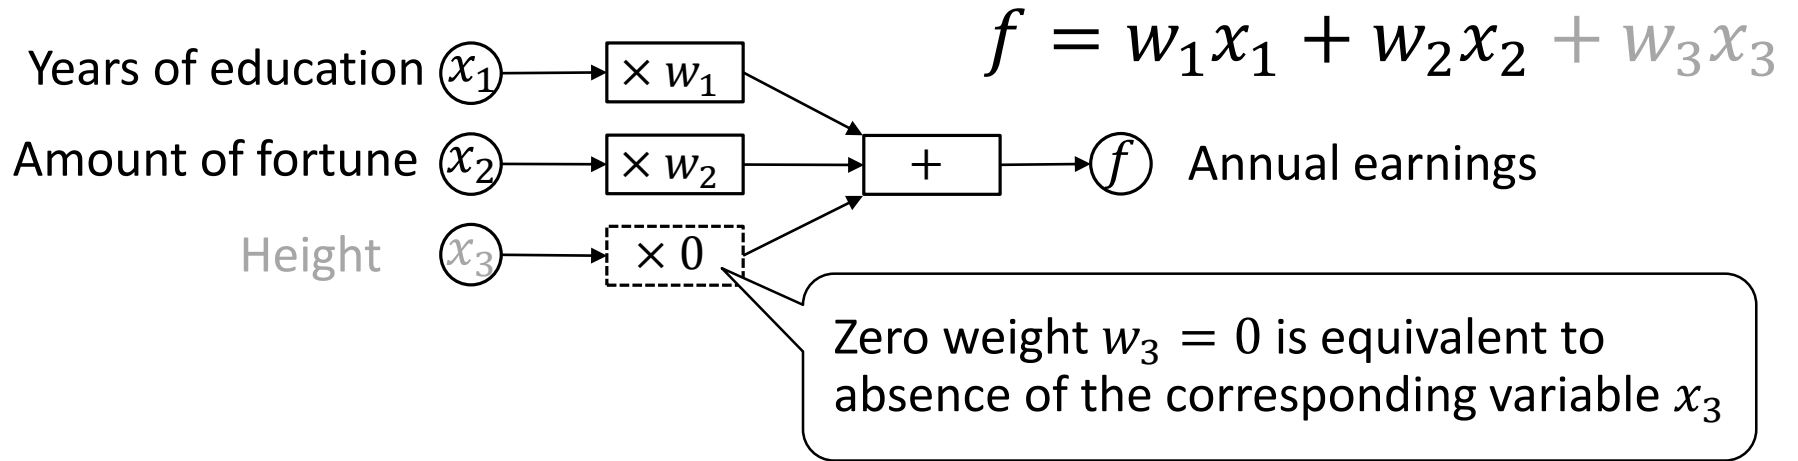 f = w₁x₁ + w₂x₂ + w₃x₃
Years of education x₁ × w₁
Amount of fortune x₂ × w₂ + f Annual earnings
Height x₃ × 0
Zero weight w₃ = 0 is equivalent to
absence of the corresponding variable x₃